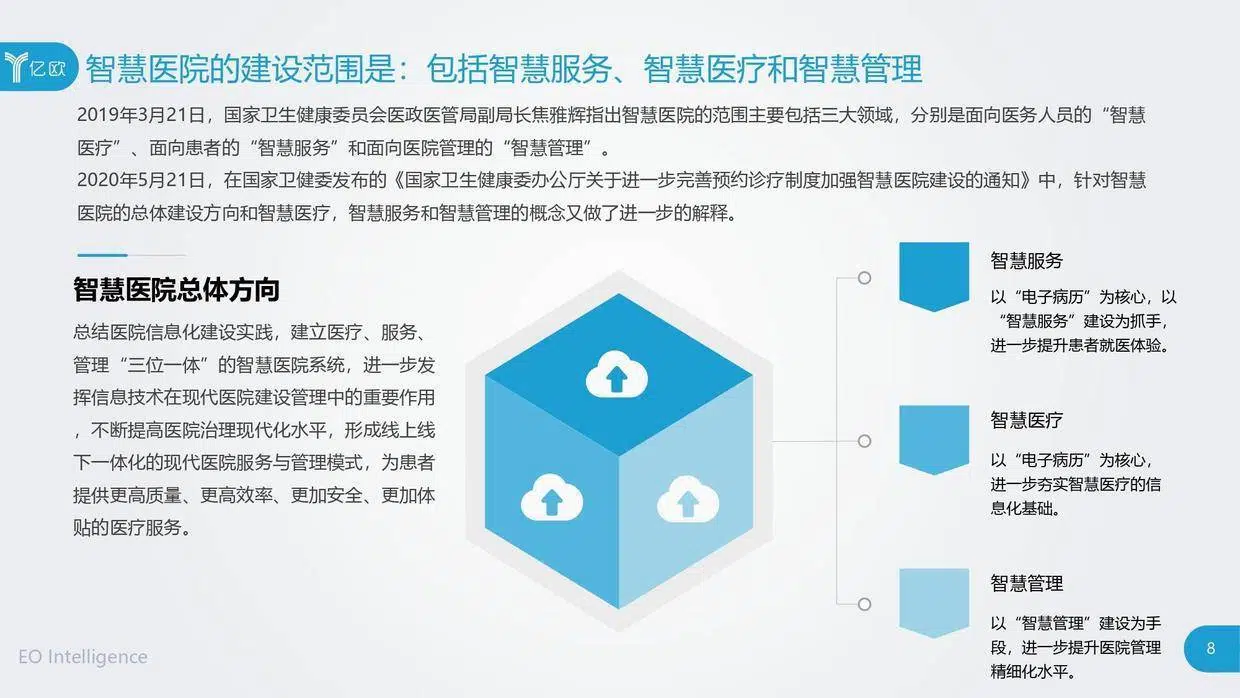 亿欧
智慧医院的建设范围是：包括智慧服务、智慧医疗和智慧管理
2019年3月21日，国家卫生健康委员会医政医管局副局长焦雅辉指出智慧医院的范围主要包括三大领域，分别是面向医务人员的“智慧
医疗”、面向患者的“智慧服务”和面向医院管理的“智慧管理”。
2020年5月21日，在国家卫健委发布的《国家卫生健康委办公厅关于进一步完善预约诊疗制度加强智慧医院建设的通知》中，针对智慧
医院的总体建设方向和智慧医疗，智慧服务和智慧管理的概念又做了进一步的解释。
智慧医院总体方向
总结医院信息化建设实践，建立医疗、服务、
管理“三位一体”的智慧医院系统，进一步发
挥信息技术在现代医院建设管理中的重要作用
，不断提高医院治理现代化水平，形成线上线
下一体化的现代医院服务与管理模式，为患者
提供更高质量、更高效率、更加安全、更加体
贴的医疗服务。
智慧服务
以“电子病历”为核心，以
“智慧服务”建设为抓手，
进一步提升患者就医体验。
智慧医疗
以“电子病历”为核心，
进一步夯实智慧医疗的信
息化基础。
智慧管理
以“智慧管理”建设为手
段，进一步提升医院管理
精细化水平。
EO Intelligence
8